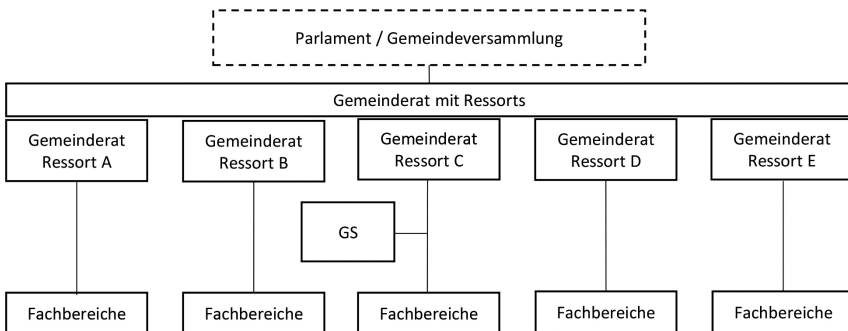 Parlament / Gemeindeversammlung
Gemeinderat mit Ressorts
Gemeinderat
Ressort A
Gemeinderat
Ressort B
Gemeinderat
Ressort C
Gemeinderat
Ressort D
Gemeinderat
Ressort E
GS
Fachbereiche
Fachbereiche
Fachbereiche
Fachbereiche
Fachbereiche